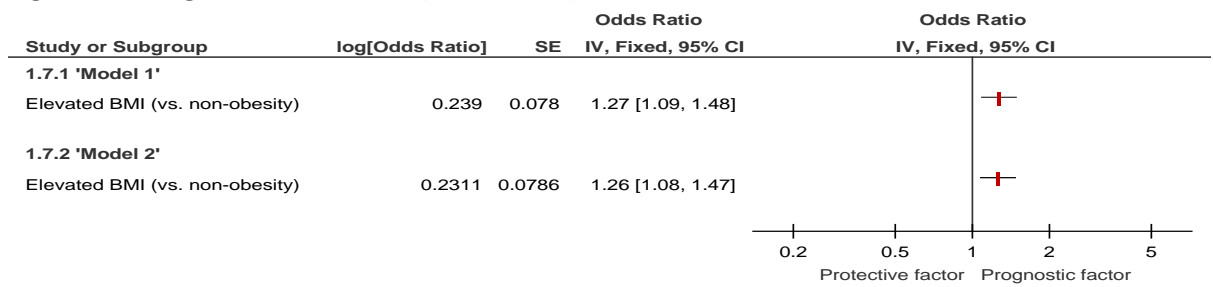 Odds Ratio Odds Ratio
Study or Subgroup log[Odds Ratio] SE IV, Fixed, 95% CI IV, Fixed, 95% CI
1.7.1 'Model 1'
Elevated BMI (vs. non-obesity) 0.239 0.078 1.27 [1.09, 1.48]
1.7.2 'Model 2'
Elevated BMI (vs. non-obesity) 0.2311 0.0786 1.26 [1.08, 1.47]
0.2 0.5 1 2 5
Protective factor Prognostic factor